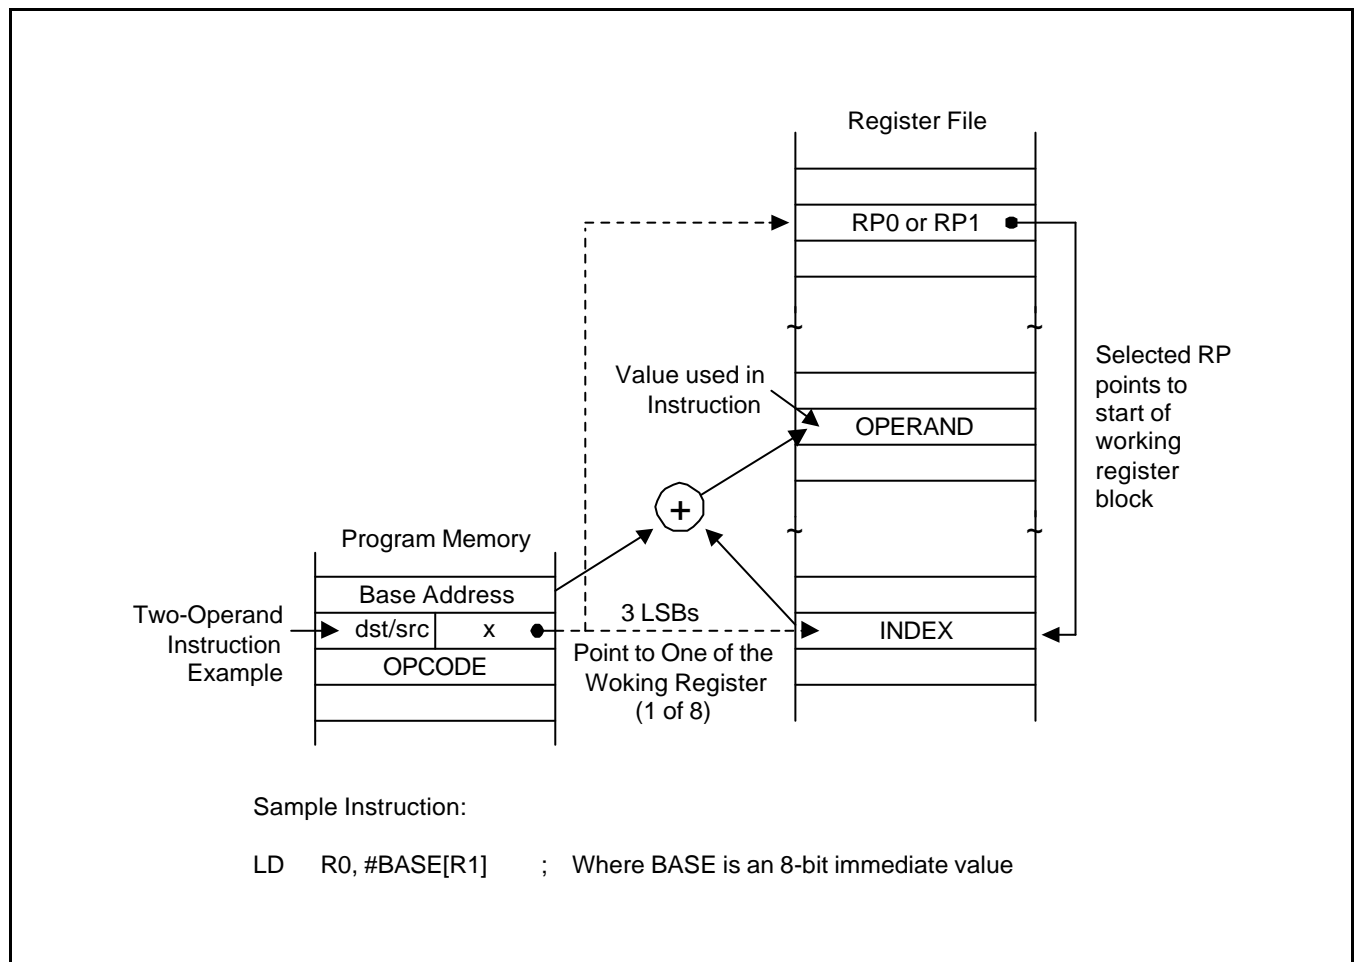 Register File
RP0 or RP1
Selected RP
points to
start of
working
register
block
Value used in
Instruction
OPERAND
+
Program Memory
Base Address
Two-Operand
Instruction
Example
dst/src
x
3 LSBs
INDEX
OPCODE
Point to One of the
Woking Register
(1 of 8)
~
~
~
~
Sample Instruction:
LD R0, #BASE[R1] ; Where BASE is an 8-bit immediate value